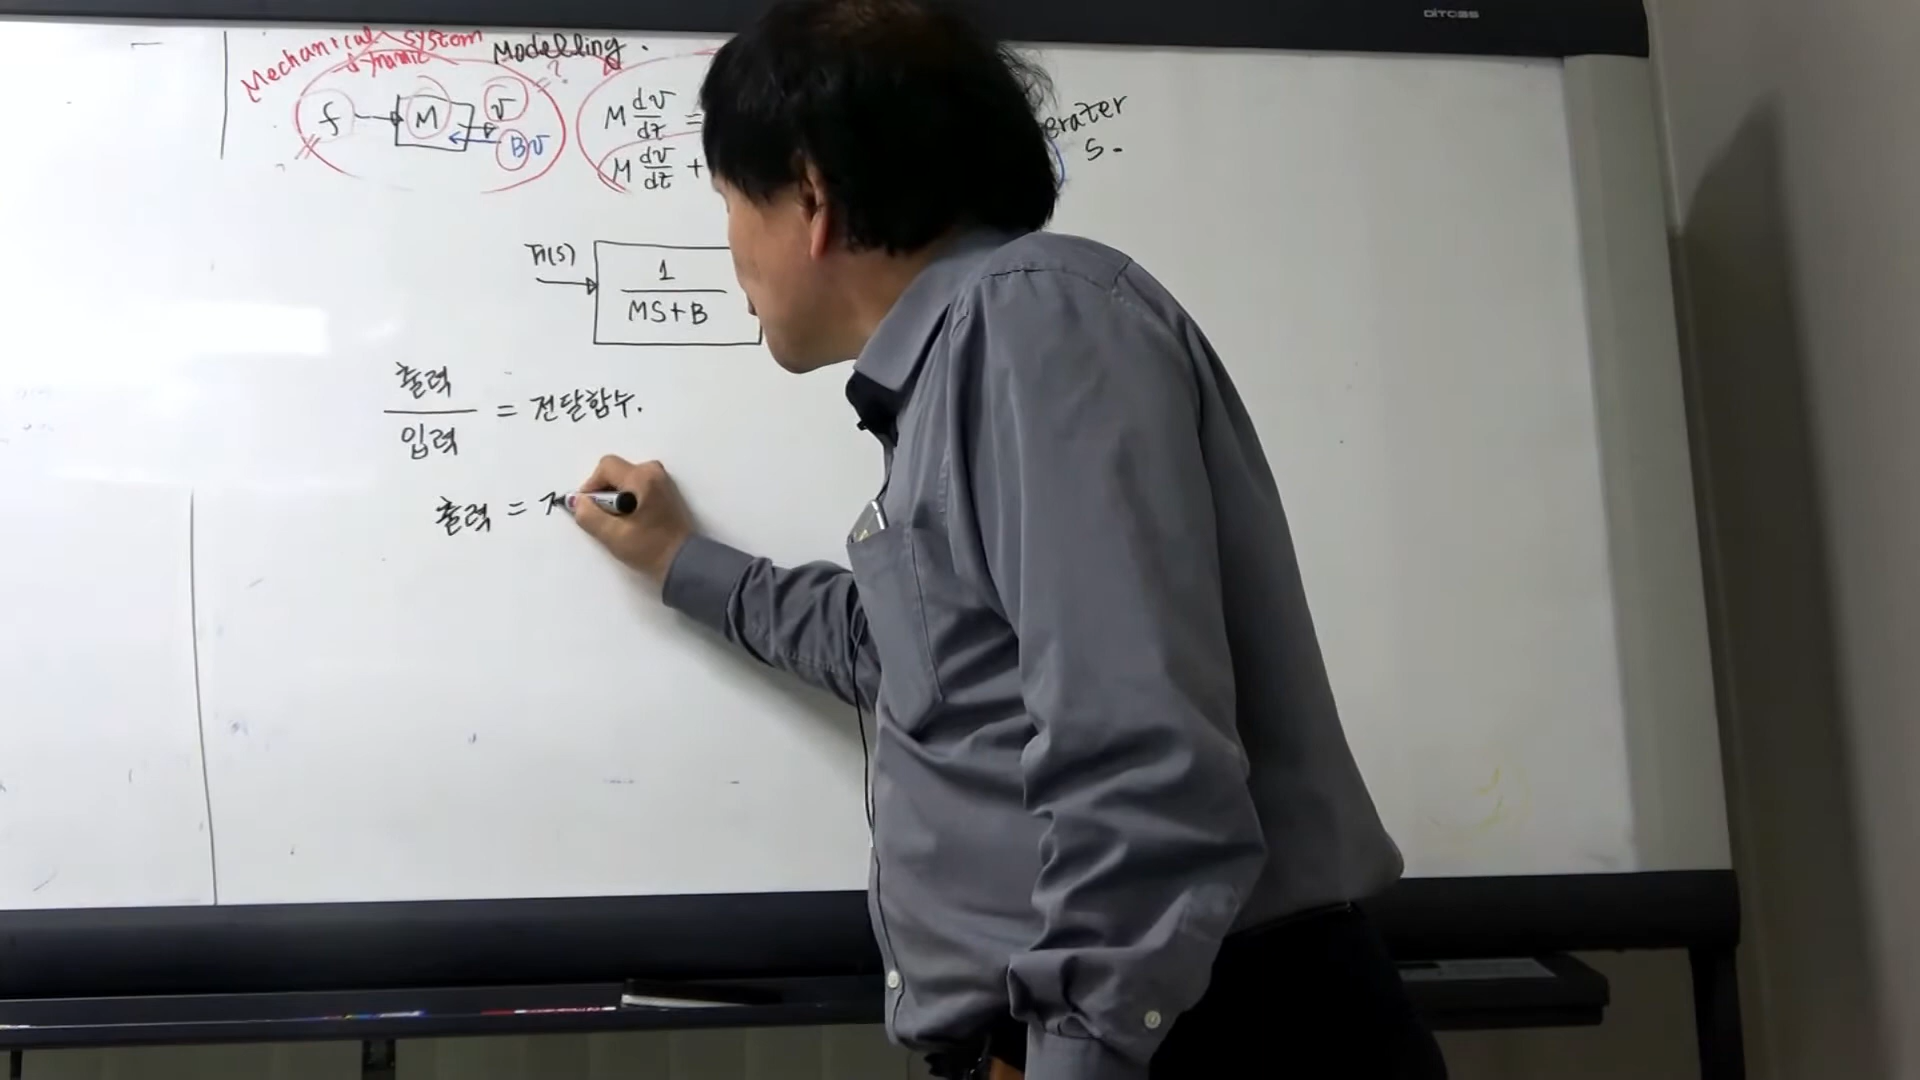 DITOSS
Mechanical system Modelling.
dynamic ?
f M v
Bv
M dv/dt =
M dv/dt +
erater
S.
F(s)
1
MS+B
출력
입력
= 전달함수.
출력 =